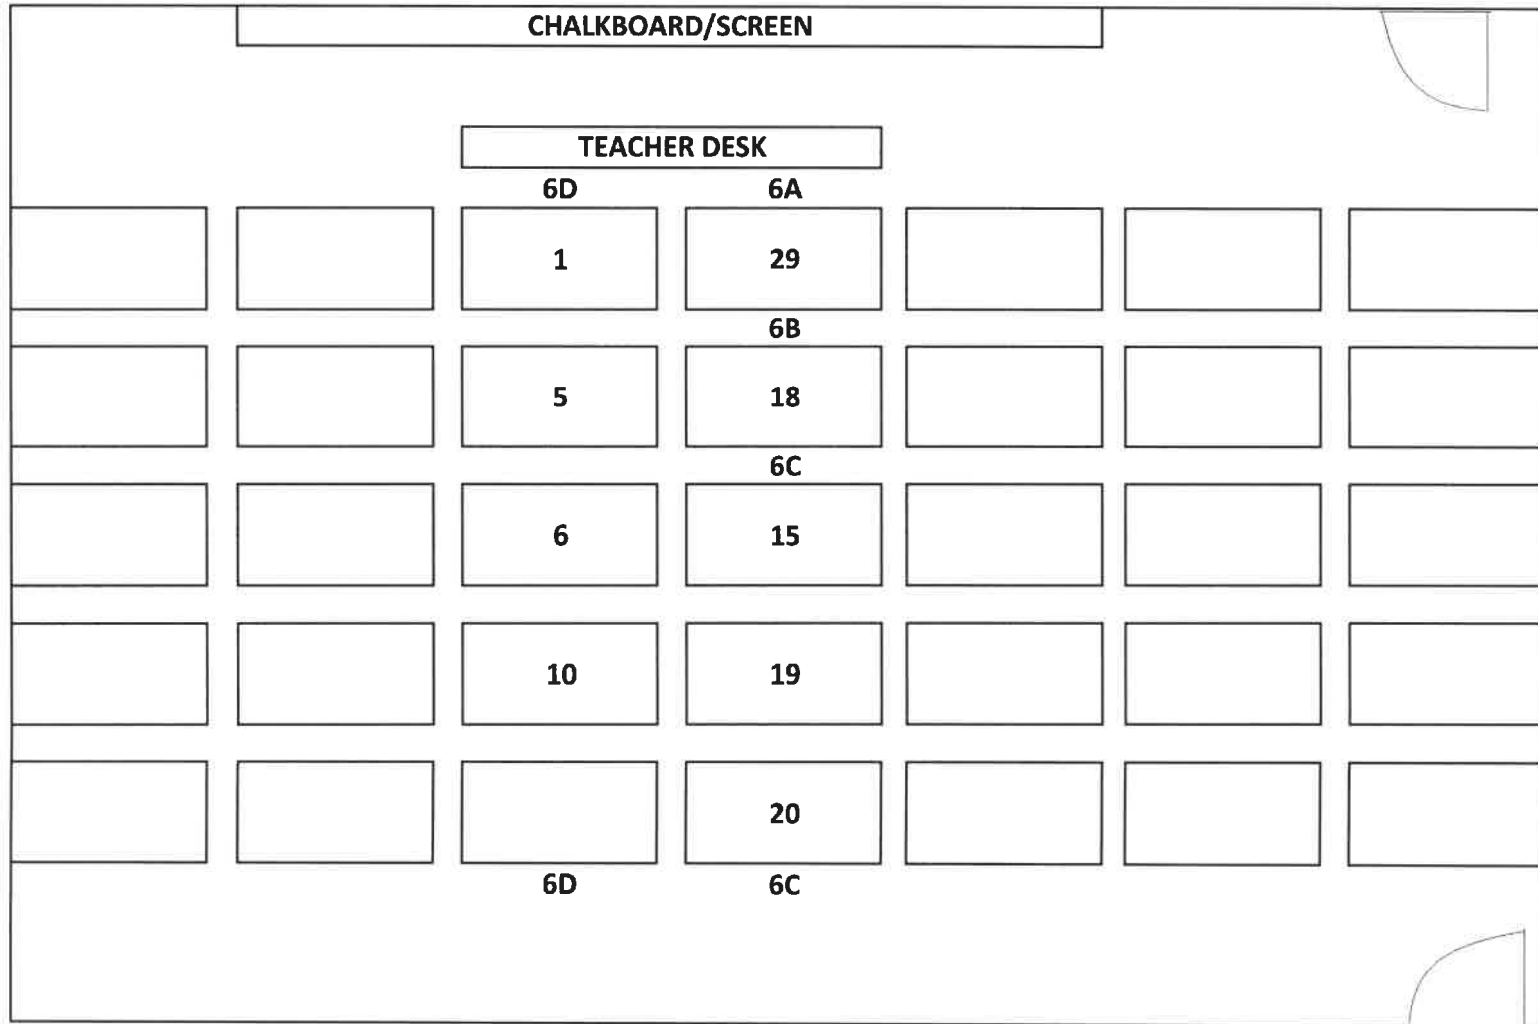 CHALKBOARD/SCREEN
TEACHER DESK
6D 6A
1 29
6B
5 18
6C
6 15
10 19
20
6D 6C